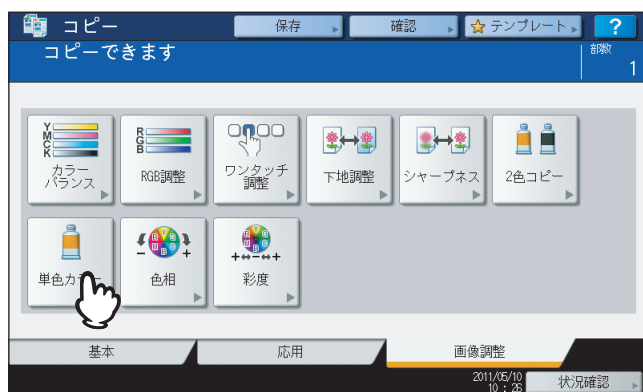 コピー
保存
確認
テンプレート
?
コピーできます
部数
1
Y
M
C
K
カラー
バランス
R
G
B
RGB調整
ワンタッチ
調整
下地調整
シャープネス
2色コピー
単色カラー
色相
彩度
基本
応用
画像調整
2011/05/10
10:26
状況確認